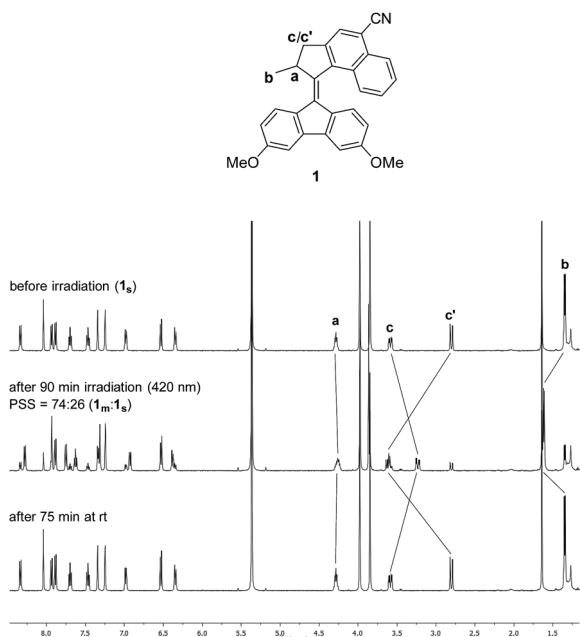 CN
c/c'
b
a
MeO
OMe
1
before irradiation (1s)
a
c
c'
b
after 90 min irradiation (420 nm)
PSS = 74:26 (1m:1s)
after 75 min at rt
8.0 7.5 7.0 6.5 6.0 5.5 5.0 4.5 4.0 3.5 3.0 2.5 2.0 1.5